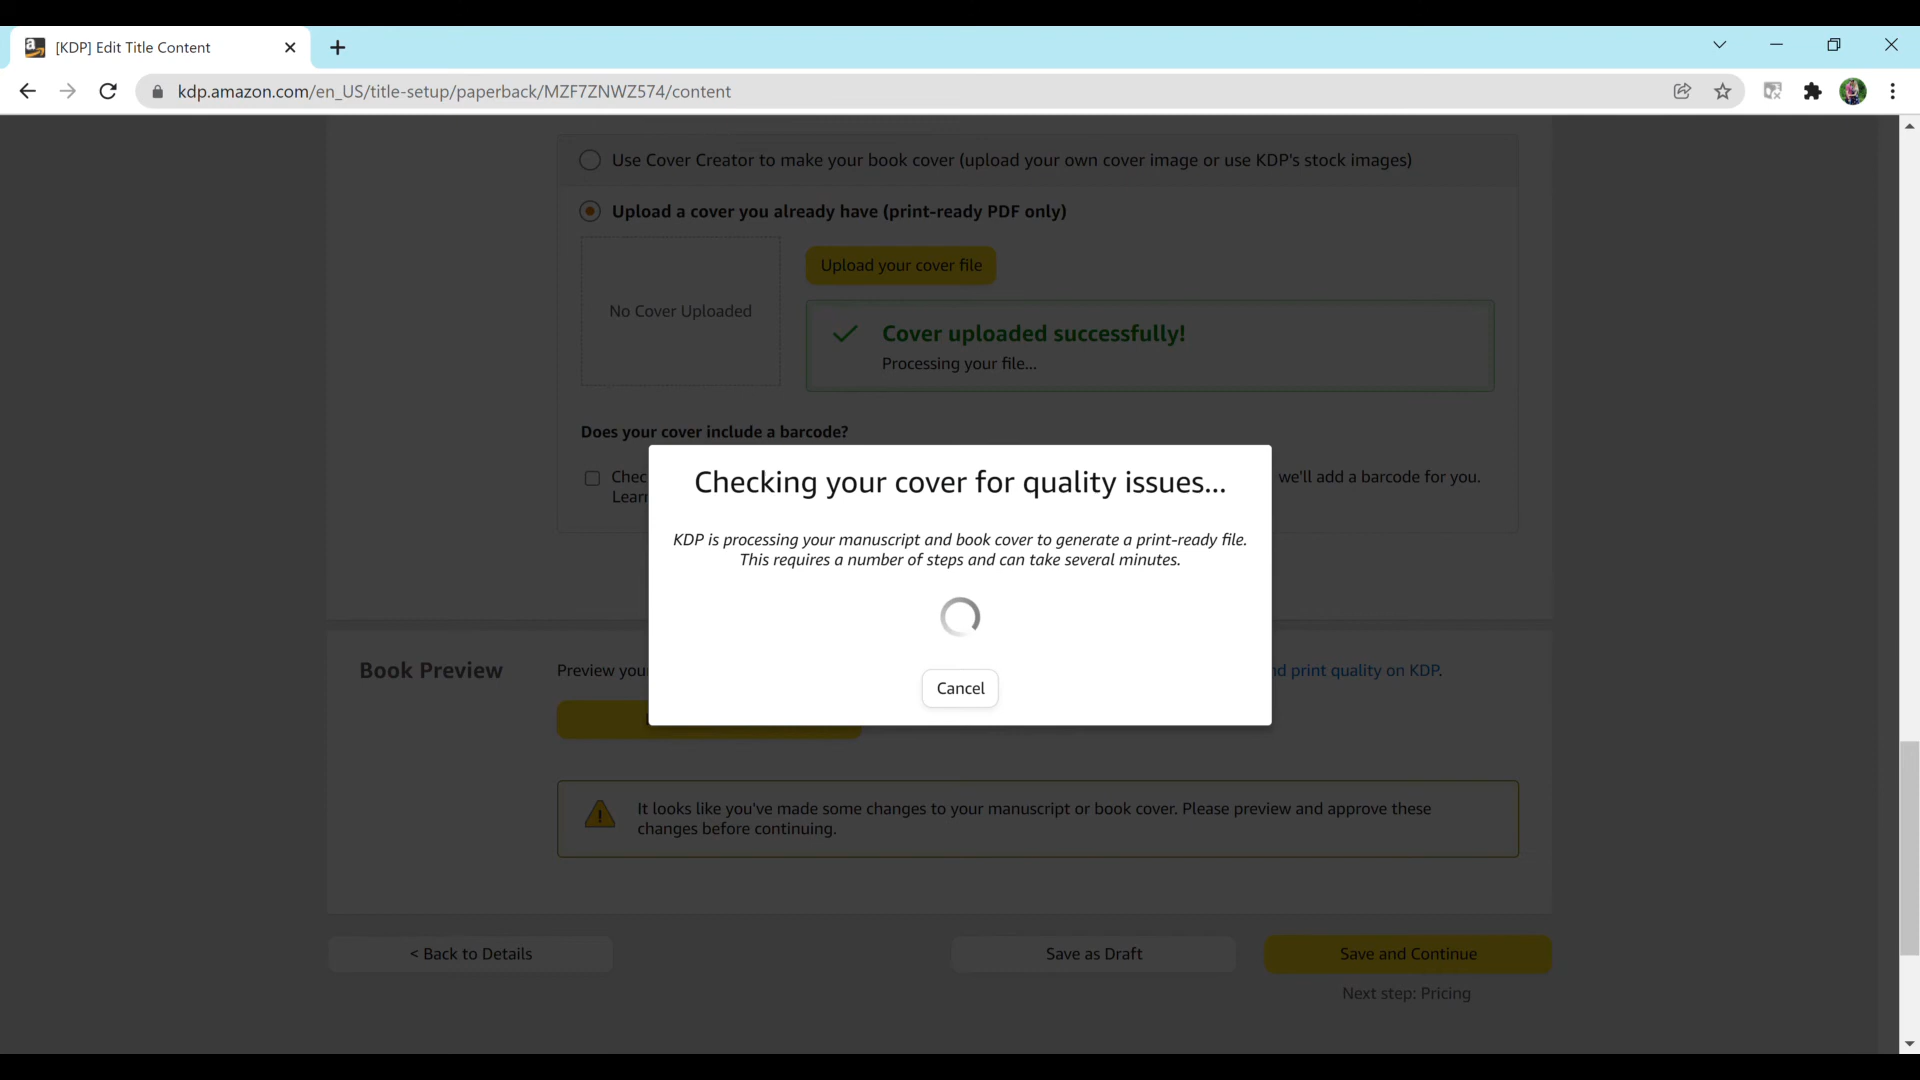 [KDP] Edit Title Content
kdp.amazon.com/en_US/title-setup/paperback/MZF7ZNWZ574/content
Use Cover Creator to make your book cover (upload your own cover image or use KDP's stock images)
Upload a cover you already have (print-ready PDF only)
Upload your cover file
No Cover Uploaded
Cover uploaded successfully!
Processing your file...
Does your cover include a barcode?
we'll add a barcode for you.
Checking your cover for quality issues...
KDP is processing your manuscript and book cover to generate a print-ready file.
This requires a number of steps and can take several minutes.
Cancel
Book Preview
Preview
print quality on KDP.
It looks like you've made some changes to your manuscript or book cover. Please preview and approve these
changes before continuing.
< Back to Details
Save as Draft
Save and Continue
Next step: Pricing